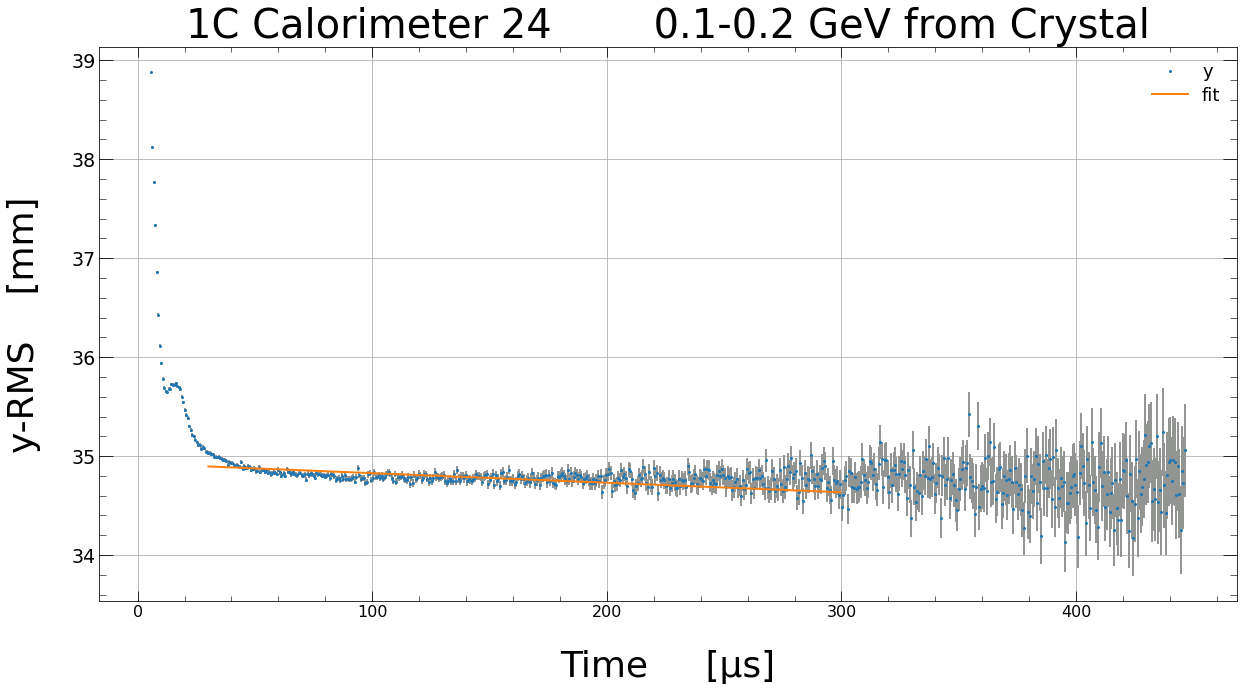 1C Calorimeter 24 0.1-0.2 GeV from Crystal
y
fit
y-RMS [mm]
39
38
37
36
35
34
0 100 200 300 400
Time [µs]